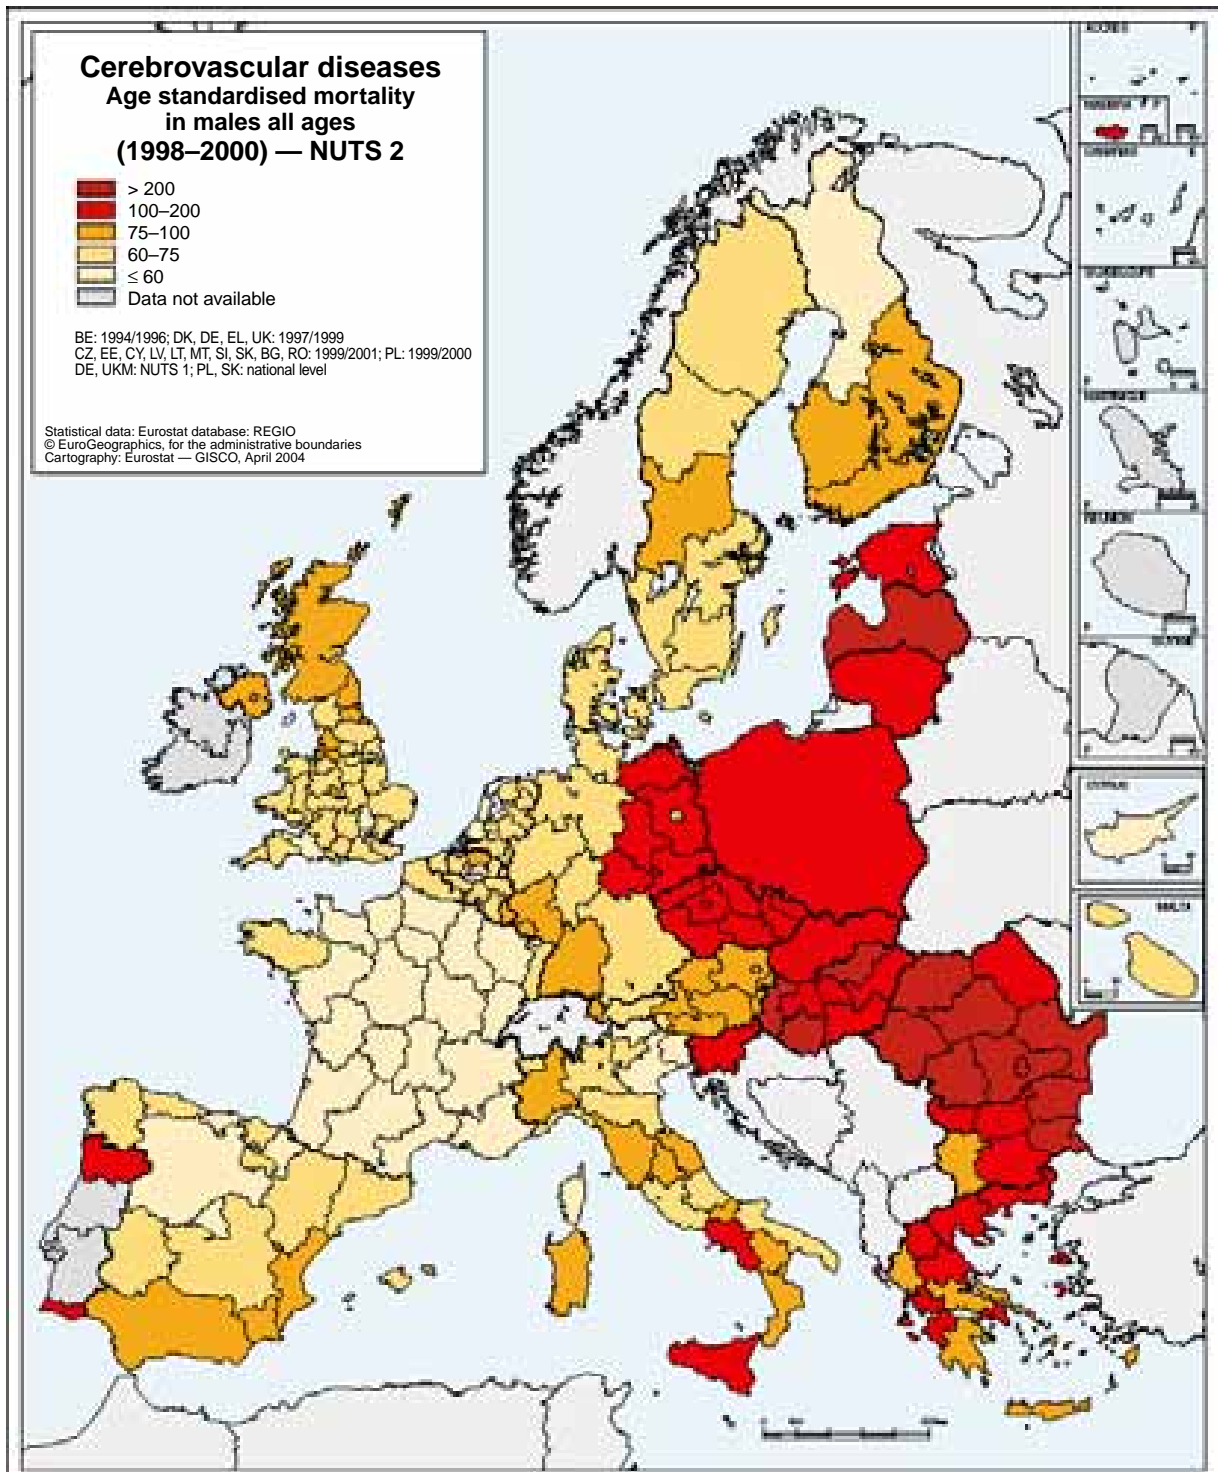 Cerebrovascular diseases
Age standardised mortality
in males all ages
(1998–2000) — NUTS 2
> 200
100–200
75–100
60–75
≤ 60
Data not available
BE: 1994/1996; DK, DE, EL, UK: 1997/1999
CZ, EE, CY, LV, LT, MT, SI, SK, BG, RO: 1999/2001; PL: 1999/2000
DE, UKM: NUTS 1; PL, SK: national level
Statistical data: Eurostat database: REGIO
© EuroGeographics, for the administrative boundaries
Cartography: Eurostat — GISCO, April 2004
REUNION
CYPRUS
MALTA